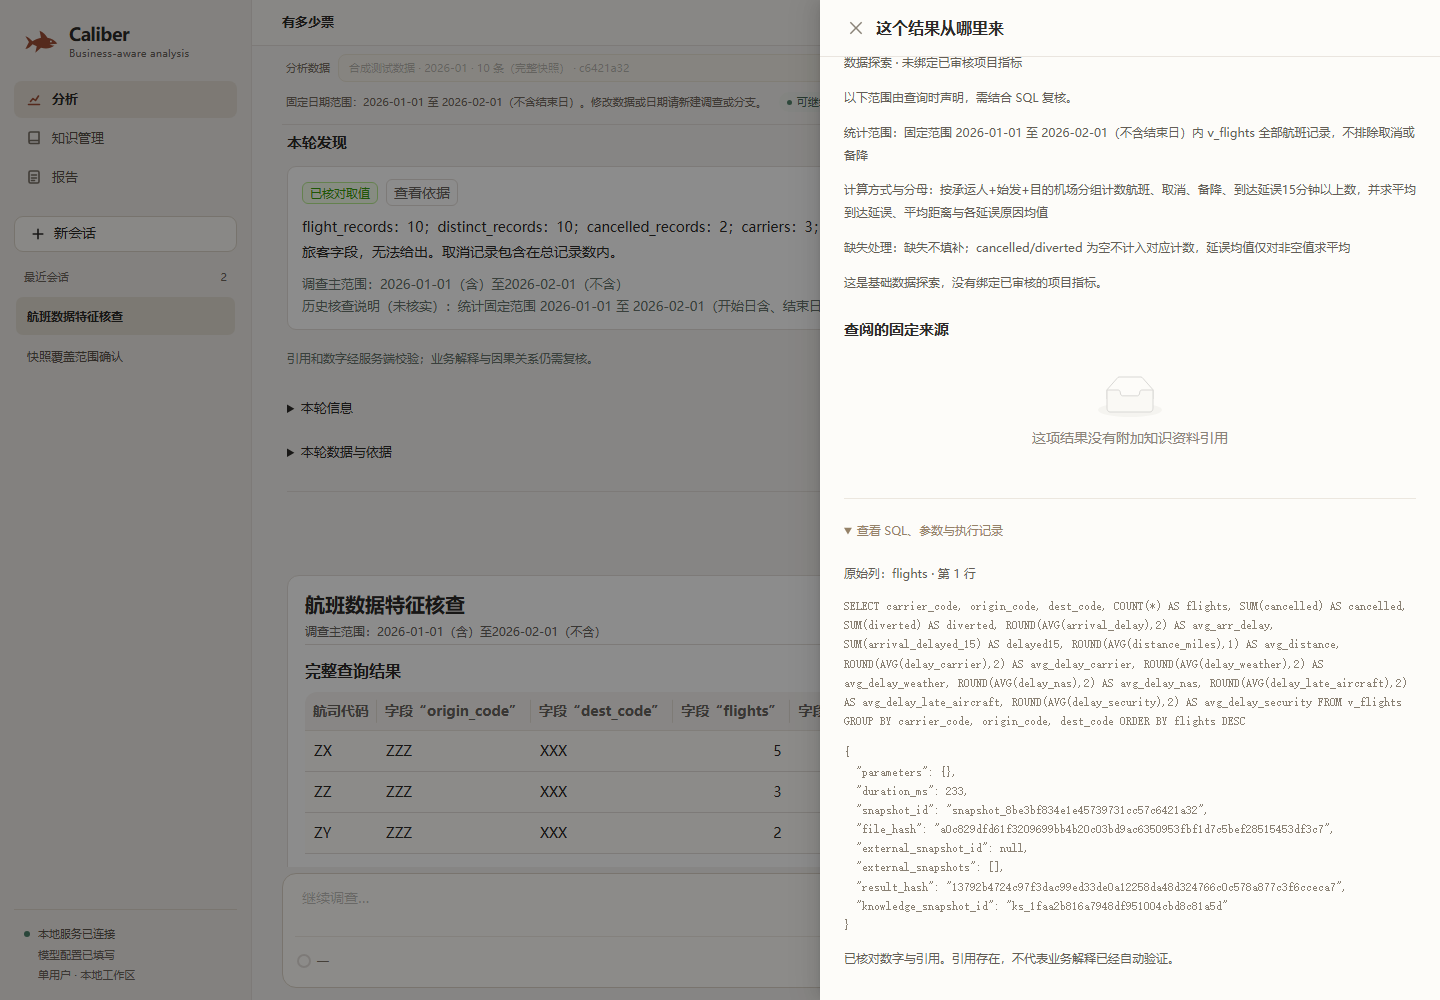 Caliber
Business-aware analysis
分析
知识管理
报告
新会话
最近会话 2
航班数据特征核查
快照覆盖范围确认
本地服务已连接
模型配置已填写
单用户 · 本地工作区
有多少票
分析数据 合成测试数据 · 2026-01 · 10 条（完整快照） · c6421a32
固定日期范围：2026-01-01 至 2026-02-01（不含结束日）。修改数据或日期请新建调查或分支。 可继
本轮发现
已核对取值 查看依据
flight_records：10；distinct_records：10；cancelled_records：2；carriers：3；
旅客字段，无法给出。取消记录包含在总记录数内。
调查主范围：2026-01-01（含）至2026-02-01（不含）
历史核查说明（未核实）：统计固定范围 2026-01-01 至 2026-02-01（开始日含、结束日
引用和数字经服务端校验；业务解释与因果关系仍需复核。
本轮信息
本轮数据与依据
航班数据特征核查
调查主范围：2026-01-01（含）至2026-02-01（不含）
完整查询结果
航司代码 字段“origin_code” 字段“dest_code” 字段“flights” 字段
ZX ZZZ XXX 5
ZZ ZZZ XXX 3
ZY ZZZ XXX 2
继续调查...
—
这个结果从哪里来
数据探索 · 未绑定已审核项目指标
以下范围由查询时声明，需结合 SQL 复核。
统计范围：固定范围 2026-01-01 至 2026-02-01（不含结束日）内 v_flights 全部航班记录，不排除取消或
备降
计算方式与分母：按承运人+始发+目的机场分组计数航班、取消、备降、到达延误15分钟以上数，并求平均
到达延误、平均距离与各延误原因均值
缺失处理：缺失不填补；cancelled/diverted 为空不计入对应计数，延误均值仅对非空值求平均
这是基础数据探索，没有绑定已审核的项目指标。
查阅的固定来源
这项结果没有附加知识资料引用
查看 SQL、参数与执行记录
原始列：flights · 第 1 行
SELECT carrier_code, origin_code, dest_code, COUNT(*) AS flights, SUM(cancelled) AS cancelled,
SUM(diverted) AS diverted, ROUND(AVG(arrival_delay),2) AS avg_arr_delay,
SUM(arrival_delayed_15) AS delayed15, ROUND(AVG(distance_miles),1) AS avg_distance,
ROUND(AVG(delay_carrier),2) AS avg_delay_carrier, ROUND(AVG(delay_weather),2) AS
avg_delay_weather, ROUND(AVG(delay_nas),2) AS avg_delay_nas, ROUND(AVG(delay_late_aircraft),2)
AS avg_delay_late_aircraft, ROUND(AVG(delay_security),2) AS avg_delay_security FROM v_flights
GROUP BY carrier_code, origin_code, dest_code ORDER BY flights DESC
{
"parameters": {},
"duration_ms": 233,
"snapshot_id": "snapshot_8be3bf834e1e45739731cc57c6421a32",
"file_hash": "a0c829dfd61f3209699bb4b20c03bd9ac6350953fbf1d7c5bef28515453df3c7",
"external_snapshot_id": null,
"external_snapshots": [],
"result_hash": "13792b4724c97f3dac99ed33de0a12258da48d324766c0c578a877c3f6cceca7",
"knowledge_snapshot_id": "ks_1faa2b816a7948df951004cbd8c81a5d"
}
已核对数字与引用。引用存在，不代表业务解释已经自动验证。